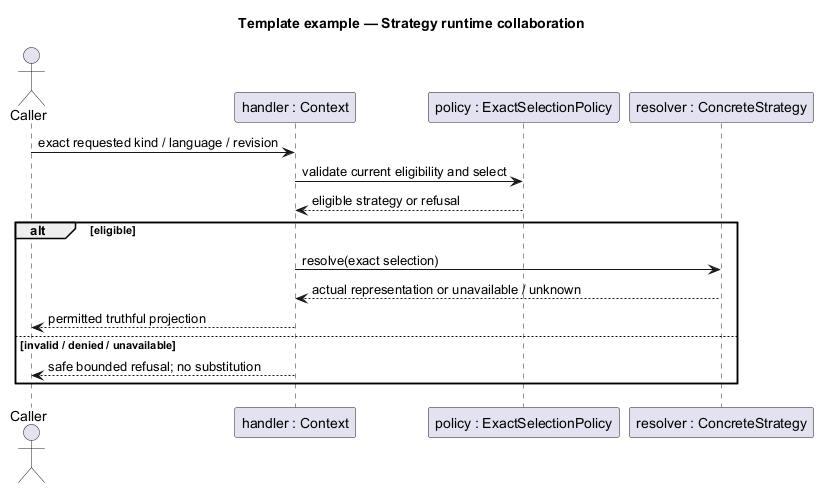 Template example — Strategy runtime collaboration
Caller
handler : Context
policy : ExactSelectionPolicy
resolver : ConcreteStrategy
exact requested kind / language / revision
validate current eligibility and select
eligible strategy or refusal
alt
[eligible]
resolve(exact selection)
actual representation or unavailable / unknown
permitted truthful projection
[invalid / denied / unavailable]
safe bounded refusal; no substitution
Caller
handler : Context
policy : ExactSelectionPolicy
resolver : ConcreteStrategy